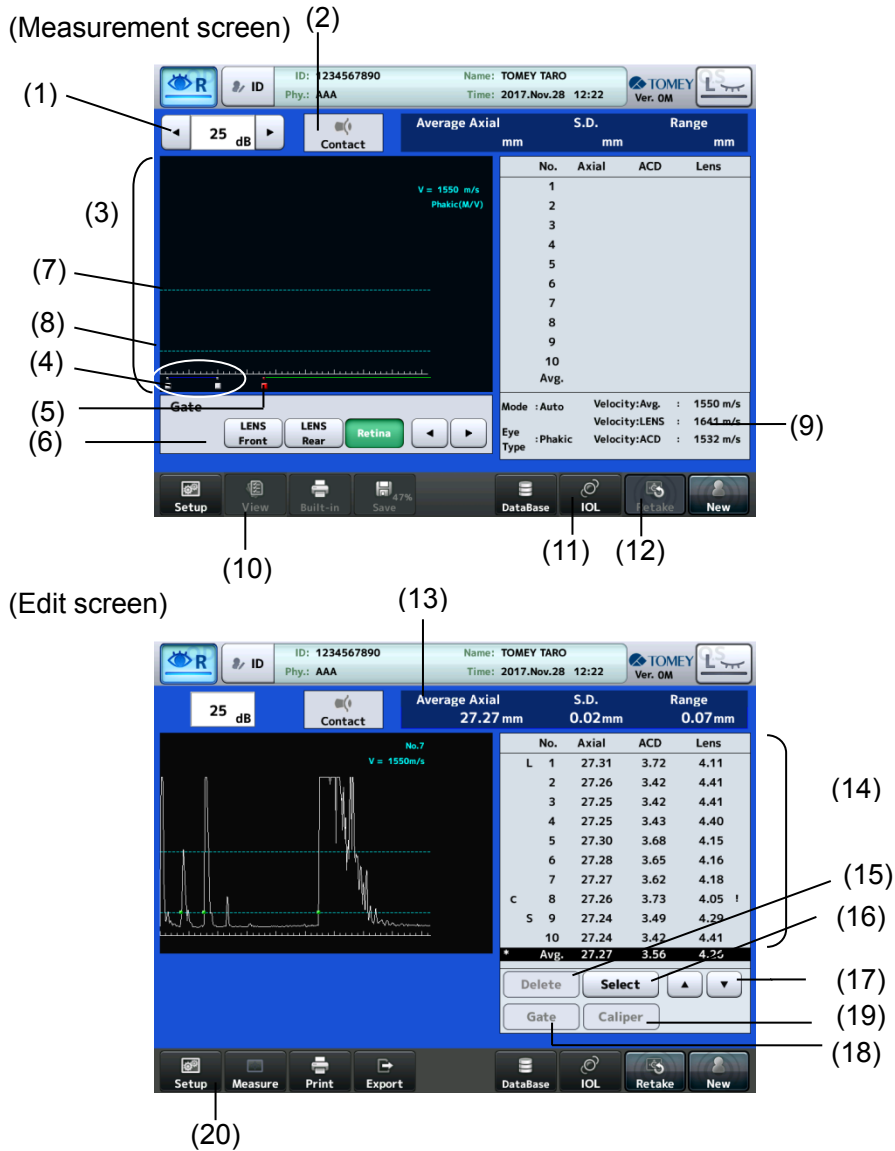 (Measurement screen)
(2)
R
ID
ID: 1234567890
Name: TOMEY TARO
Phy.: AAA
Time: 2017.Nov.28 12:22
TOMEY
Ver. 0M
OS
L
(1)
25 dB
Contact
Average Axial S.D. Range
mm mm mm
(3)
V = 1550 m/s
Phakic(M/V)
No. Axial ACD Lens
1
2
3
4
5
6
7
8
9
10
Avg.
(7)
(8)
(4)
(5)
(6)
Gate
LENS Front
LENS Rear
Retina
Mode :Auto Velocity:Avg. : 1550 m/s
Velocity:LENS : 1641 m/s
Eye Type :Phakic Velocity:ACD : 1532 m/s
(9)
Setup View Built-in Save 47% DataBase IOL Retake New
(10)
(11)
(12)
(Edit screen)
(13)
R
ID
ID: 1234567890
Name: TOMEY TARO
Phy.: AAA
Time: 2017.Nov.28 12:22
TOMEY
Ver. 0M
OS
L
25 dB
Contact
Average Axial S.D. Range
27.27 mm 0.02mm 0.07mm
No.7
V = 1550m/s
No. Axial ACD Lens
L 1 27.31 3.72 4.11
2 27.26 3.42 4.41
3 27.25 3.42 4.41
4 27.25 3.43 4.40
5 27.30 3.68 4.15
6 27.28 3.65 4.16
7 27.27 3.62 4.18
C 8 27.26 3.73 4.05 !
S 9 27.24 3.49 4.29
10 27.24 3.42 4.41
* Avg. 27.27 3.56
(14)
(15)
(16)
(17)
(19)
(18)
Delete Select ▲ ▼
Gate Caliper
Setup Measure Print Export DataBase IOL Retake New
(20)